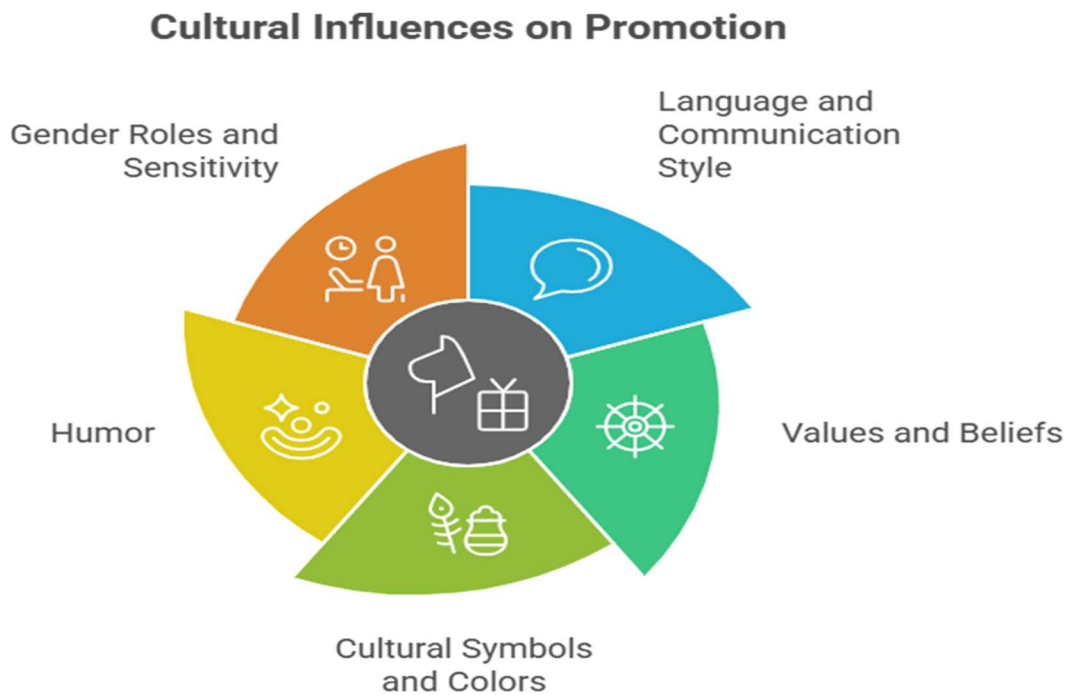 Cultural Influences on Promotion
Language and
Communication
Style
Gender Roles and
Sensitivity
Humor
Values and Beliefs
Cultural Symbols
and Colors